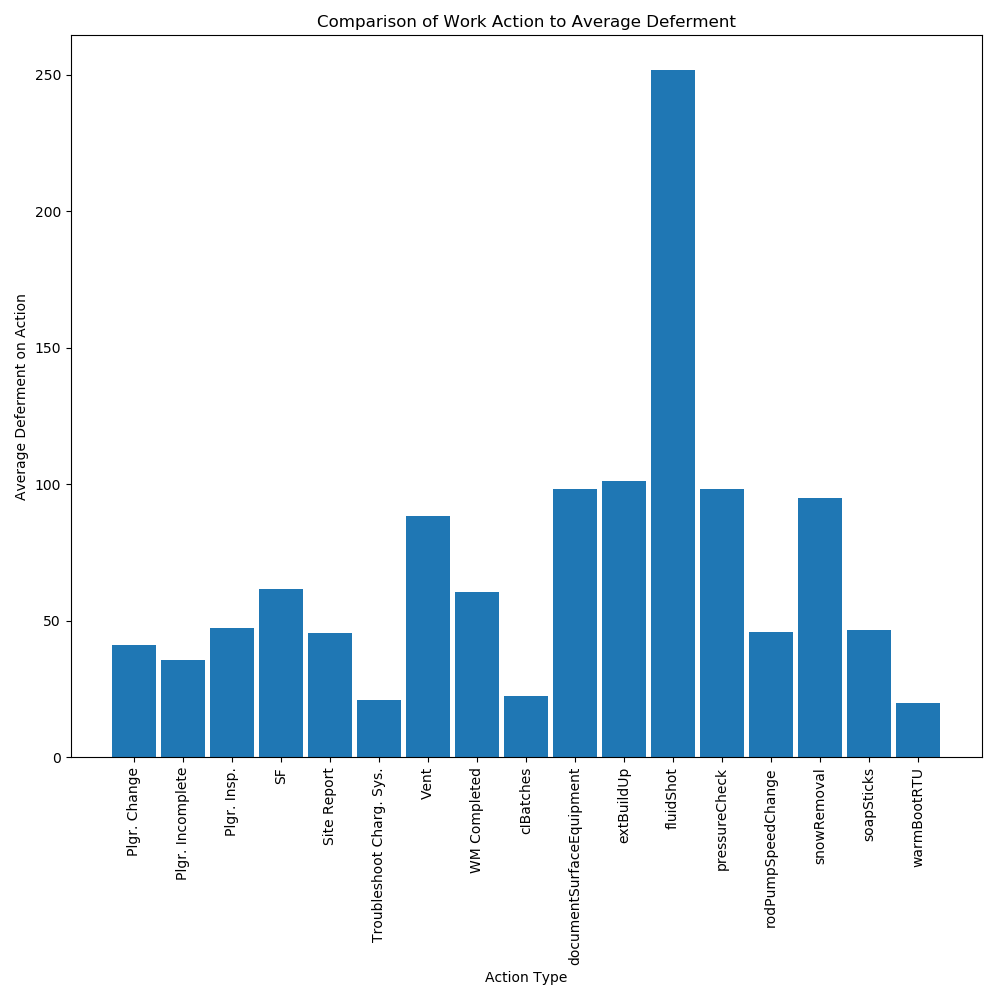 Comparison of Work Action to Average Deferment
Average Deferment on Action
250
200
150
100
50
0
Plgr. Change
Plgr. Incomplete
Plgr. Insp.
SF
Site Report
Troubleshoot Charg. Sys.
Vent
WM Completed
clBatches
documentSurfaceEquipment
extBuildUp
fluidShot
pressureCheck
rodPumpSpeedChange
snowRemoval
soapSticks
warmBootRTU
Action Type